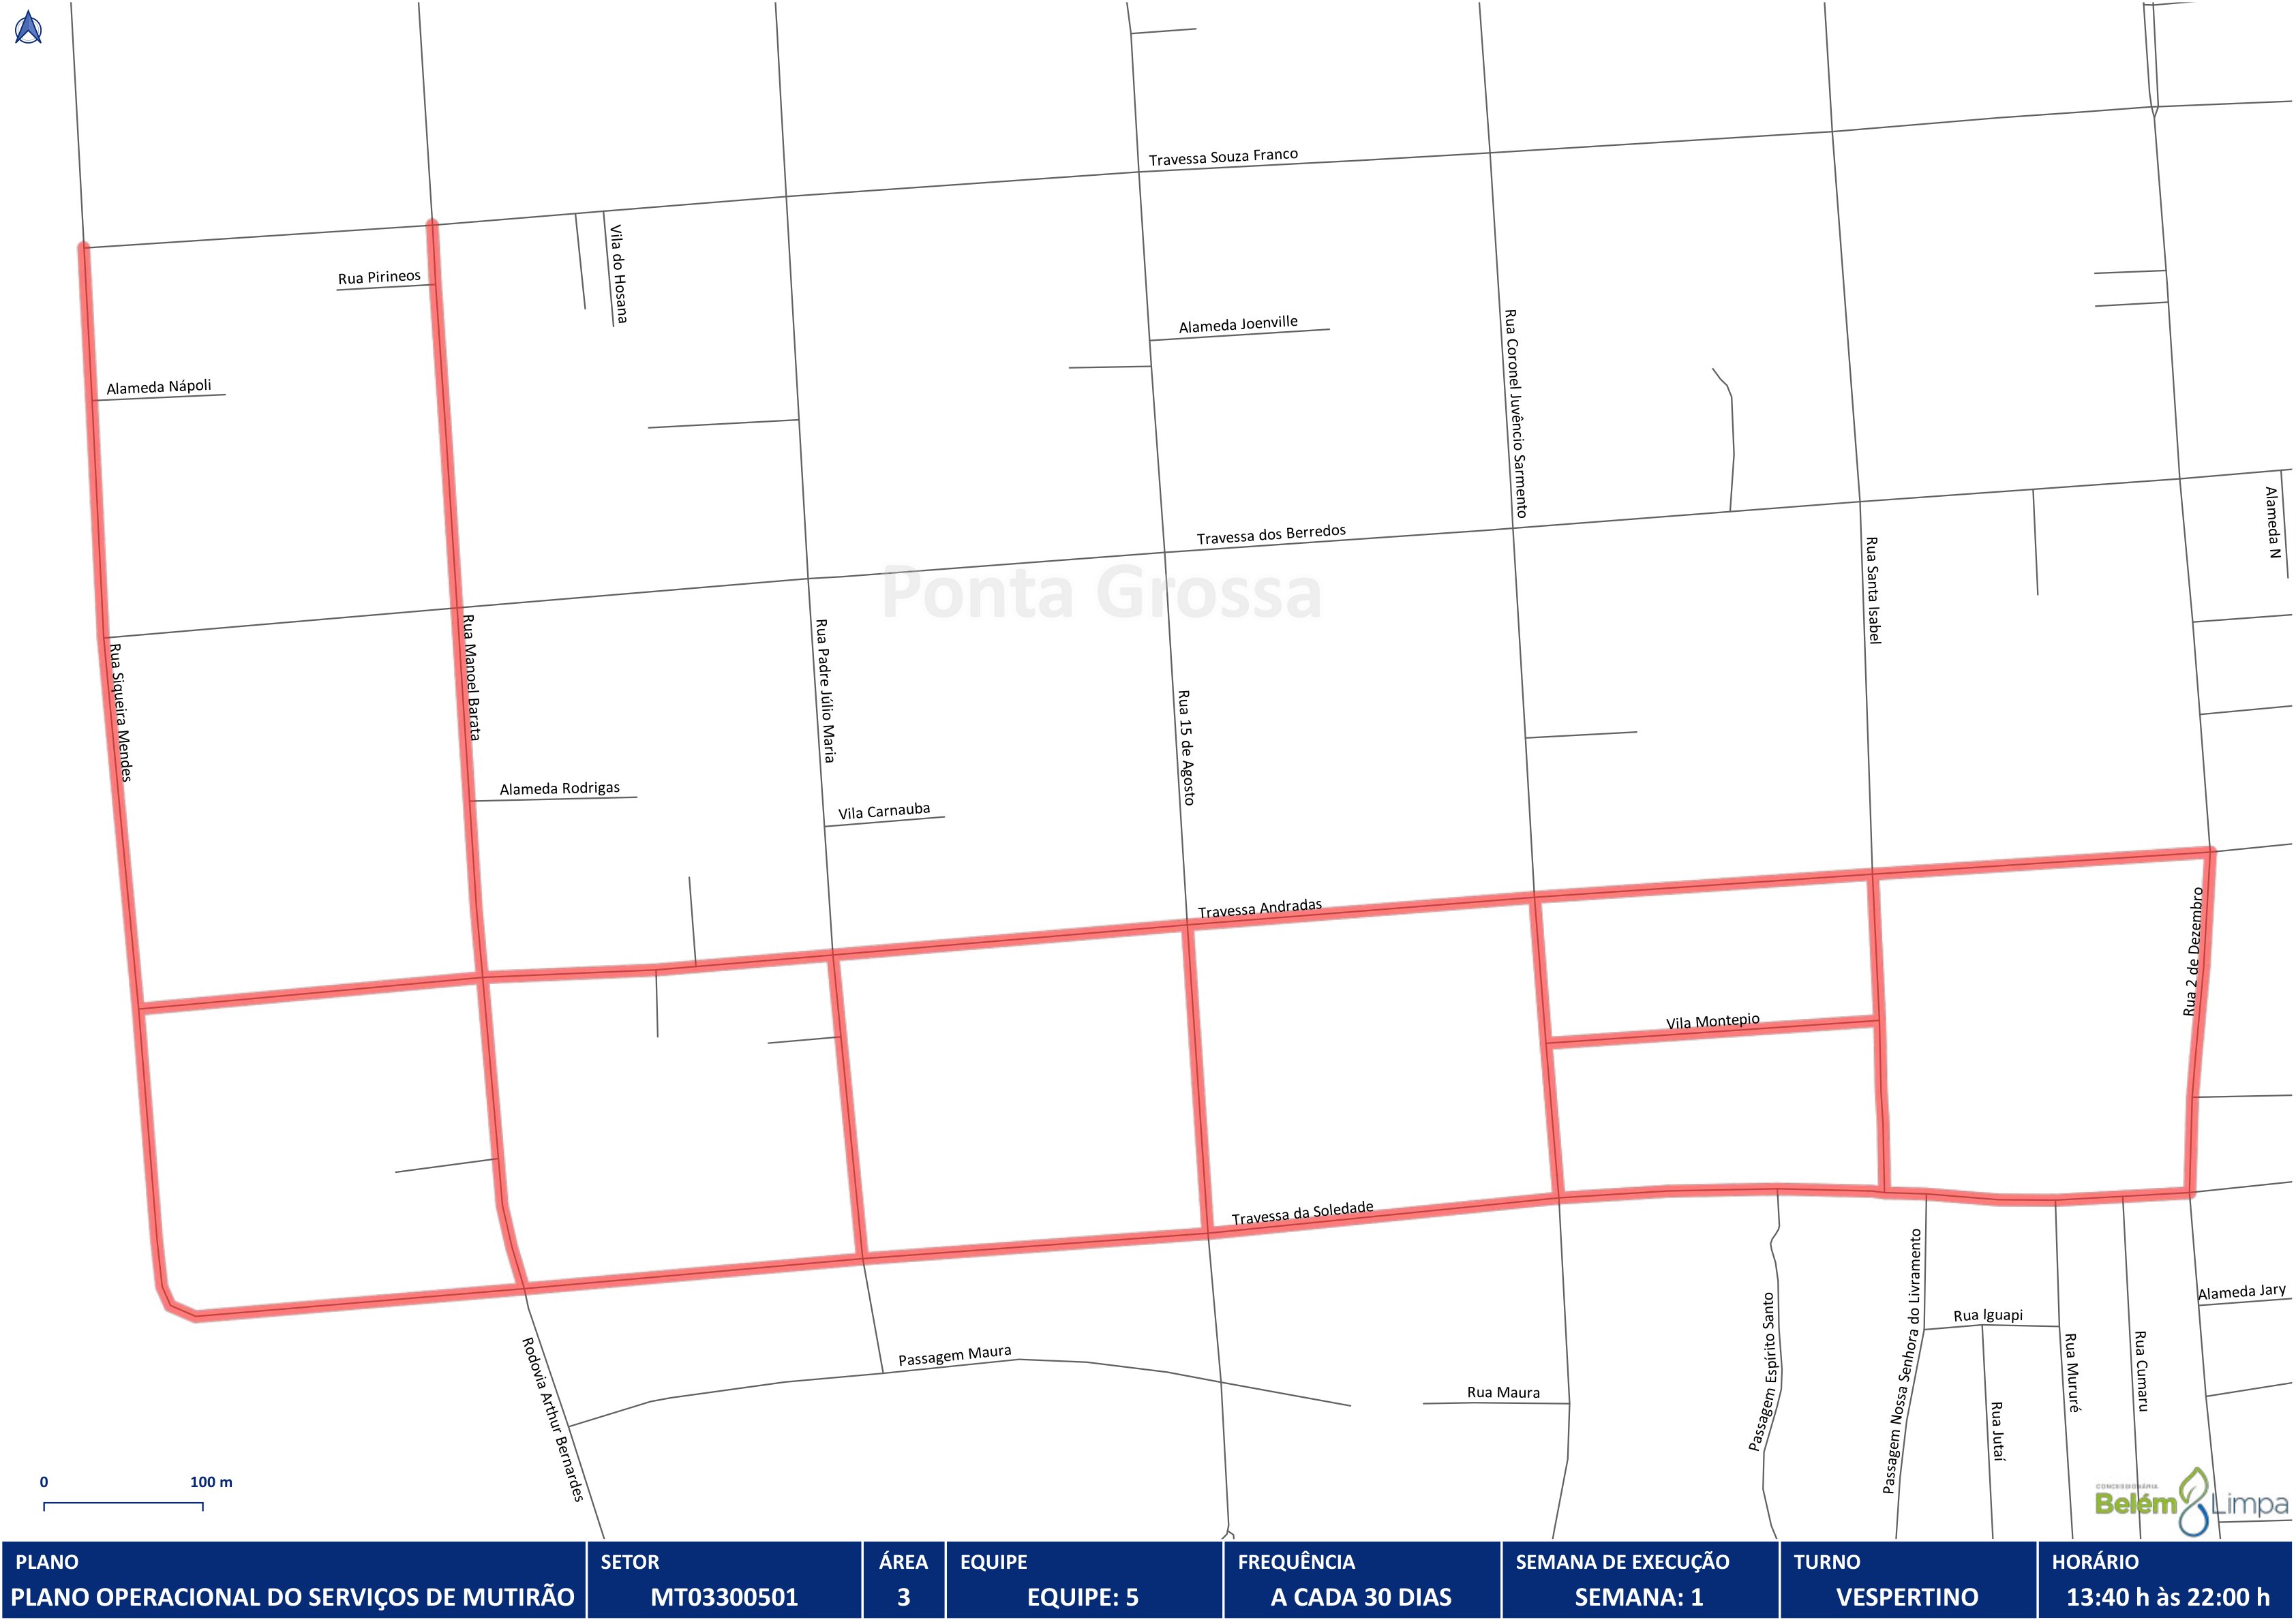 Travessa Souza Franco
Vila do Hosana
Rua Pirineos
Alameda Joenville
Rua Coronel Juvêncio Sarmento
Alameda Nápoli
Alameda N
Travessa dos Berredos
Rua Santa Isabel
Ponta Grossa
Rua Siqueira Mendes
Rua Manoel Barata
Rua Padre Júlio Maria
Rua 15 de Agosto
Alameda Rodrigas
Vila Carnauba
Travessa Andradas
Rua 2 de Dezembro
Vila Montepio
Travessa da Soledade
Passagem Nossa Senhora do Livramento
Alameda Jary
Passagem Espírito Santo
Rua Iguapi
Rodovia Arthur Bernardes
Passagem Maura
Rua Maura
Rua Mururé
Rua Cumaru
Rua Jutaí
0 100 m
CONCESSIONÁRIA
Belém Limpa
PLANO SETOR ÁREA EQUIPE FREQUÊNCIA SEMANA DE EXECUÇÃO TURNO HORÁRIO
PLANO OPERACIONAL DO SERVIÇOS DE MUTIRÃO MT03300501 3 EQUIPE: 5 A CADA 30 DIAS SEMANA: 1 VESPERTINO 13:40 h às 22:00 h